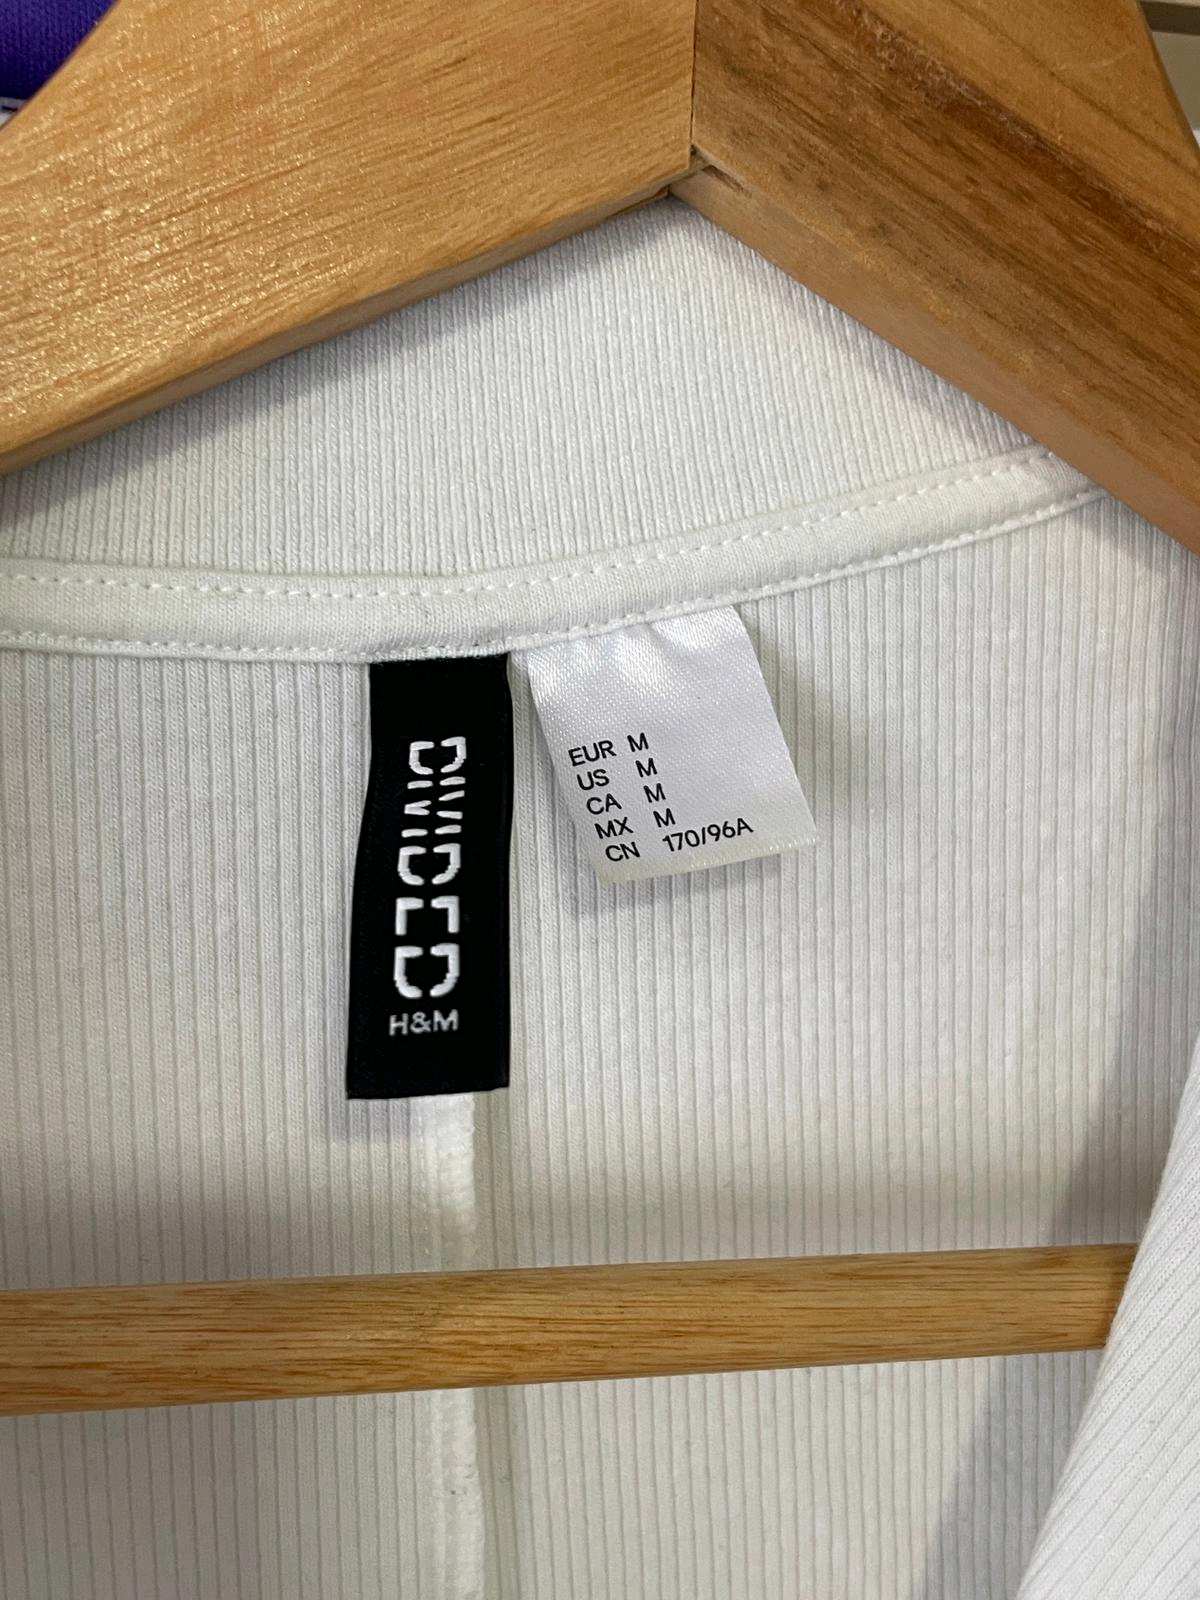 DIVIDED
H&M
EUR M
US M
CA M
MX M
CN 170/96A